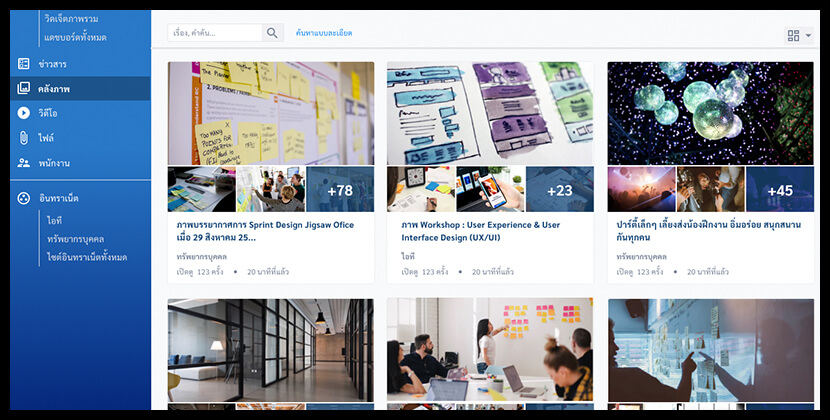 วิดเจ็ตภาพรวม
แดชบอร์ดทั้งหมด
ข่าวสาร
คลังภาพ
วิดีโอ
ไฟล์
พนักงาน
อินทราเน็ต
ไอที
ทรัพยากรบุคคล
ไซต์อินทราเน็ตทั้งหมด
เรื่อง, คำค้น...
ค้นหาแบบละเอียด
2. PROBLEMS /
TOO MANY
POINTS FOR
+78
ภาพบรรยากาศการ Sprint Design Jigsaw Ofice
เมื่อ 29 สิงหาคม 25...
ทรัพยากรบุคคล
เปิดดู 123 ครั้ง • 20 นาทีที่แล้ว
+23
ภาพ Workshop : User Experience & User
Interface Design (UX/UI)
ไอที
เปิดดู 123 ครั้ง • 20 นาทีที่แล้ว
+45
ปาร์ตี้เล็กๆ เลี้ยงส่งน้องฝึกงาน อิ่มอร่อย สนุกสนาน
กันทุกคน
ทรัพยากรบุคคล
เปิดดู 123 ครั้ง • 20 นาทีที่แล้ว